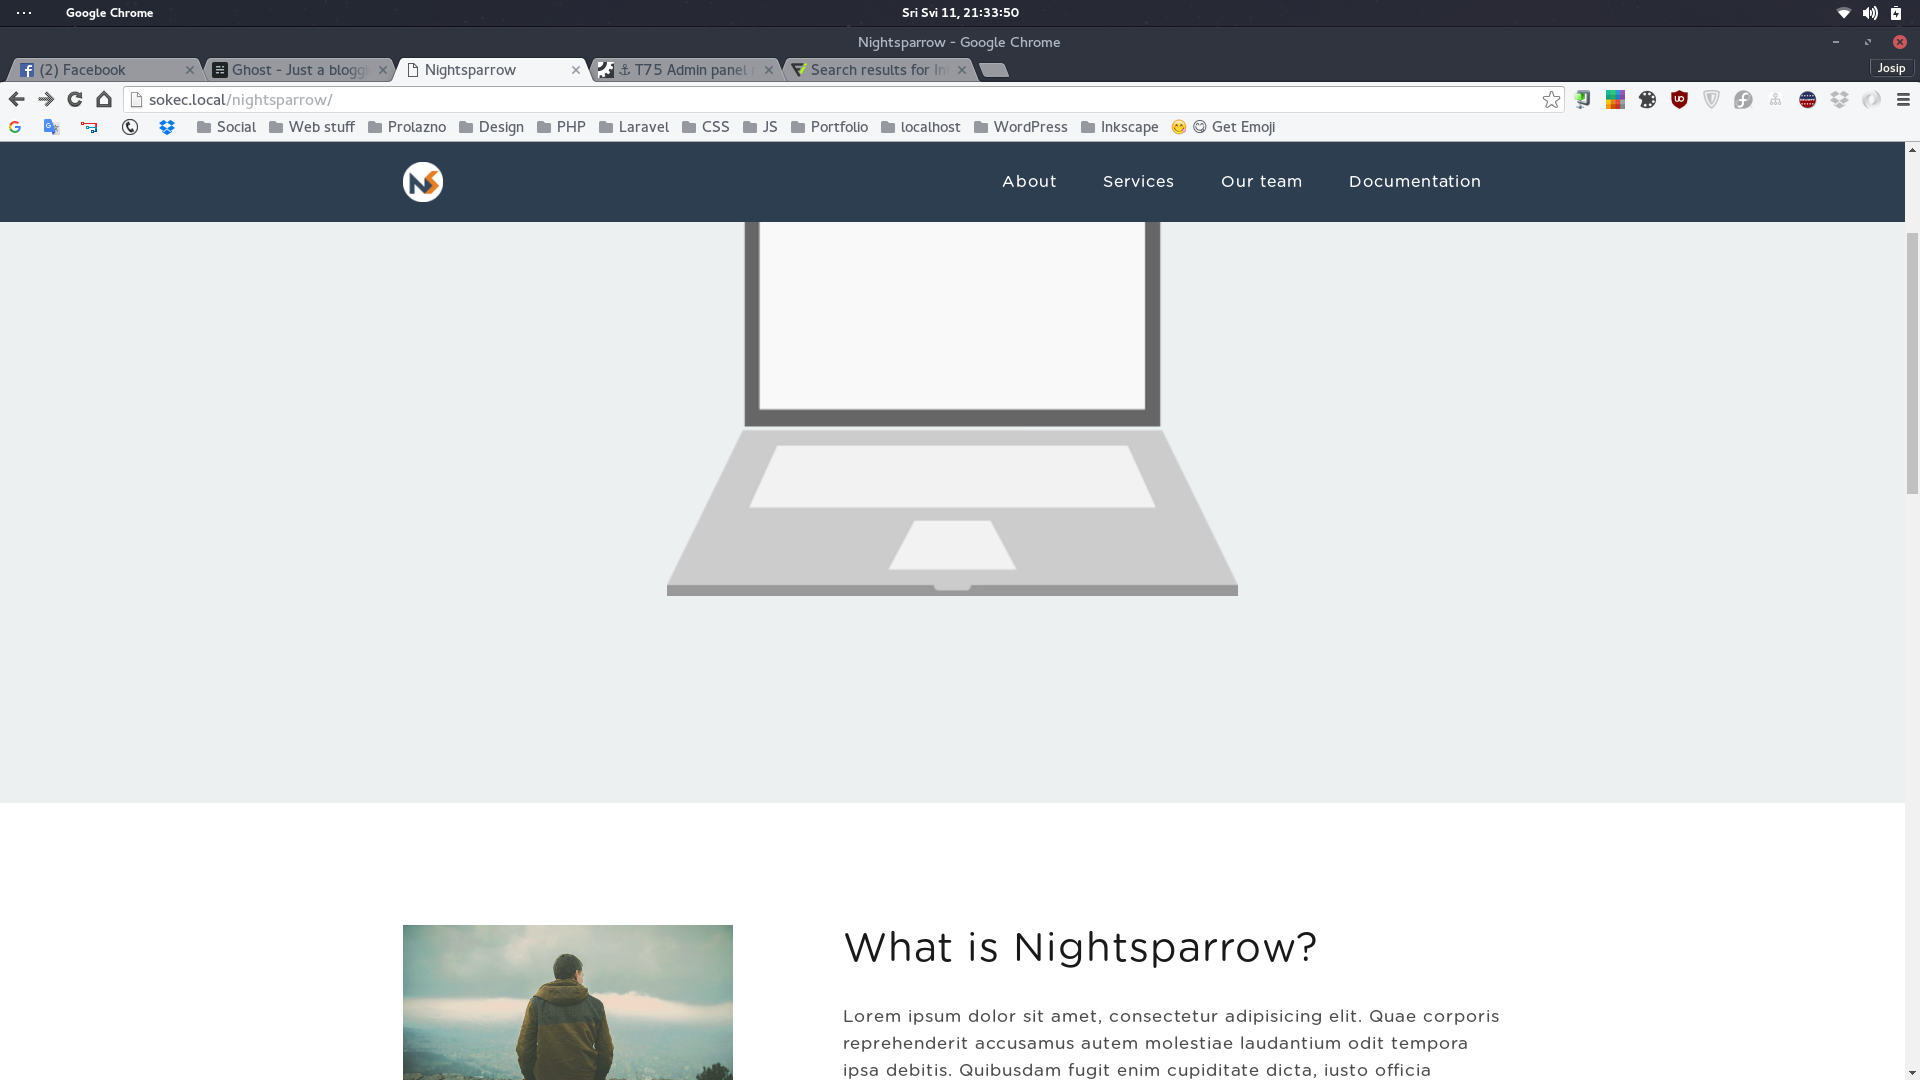 Google Chrome
Sri Svi 11, 21:33:50
Nightsparrow - Google Chrome
(2) Facebook
Ghost - Just a blogg
Nightsparrow
T75 Admin panel
Search results for In
Josip
sokec.local/nightsparrow/
Social
Web stuff
Prolazno
Design
PHP
Laravel
CSS
JS
Portfolio
localhost
WordPress
Inkscape
Get Emoji
NS
About
Services
Our team
Documentation
What is Nightsparrow?
Lorem ipsum dolor sit amet, consectetur adipisicing elit. Quae corporis
reprehenderit accusamus autem molestiae laudantium odit tempora
ipsa debitis. Quibusdam fugit enim cupiditate dicta, iusto officia